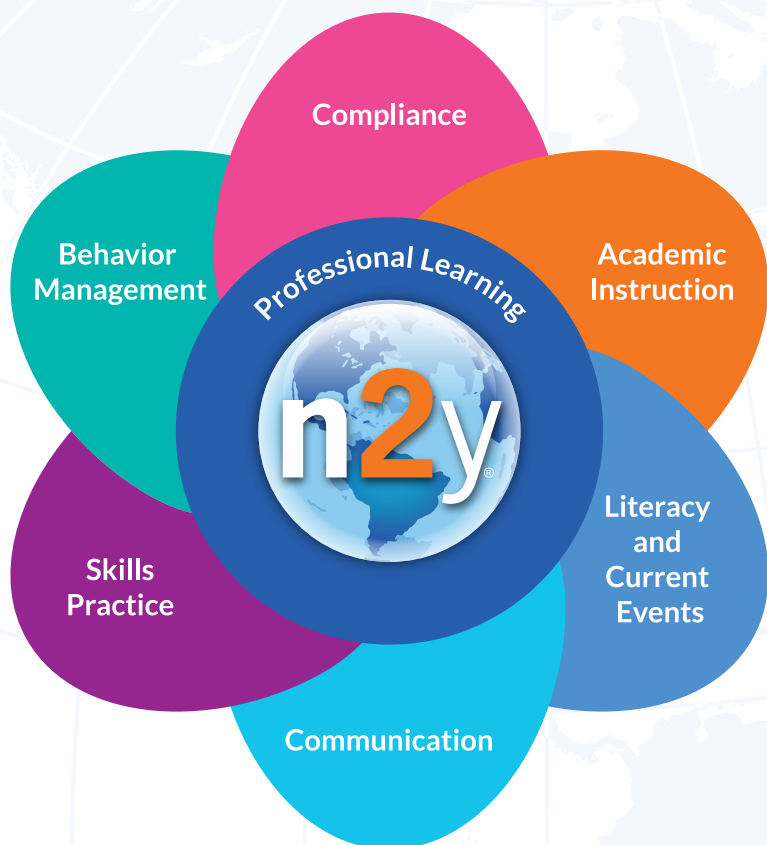 Compliance
Academic
Instruction
Literacy
and
Current
Events
Communication
Skills
Practice
Behavior
Management
Professional Learning
n2y®